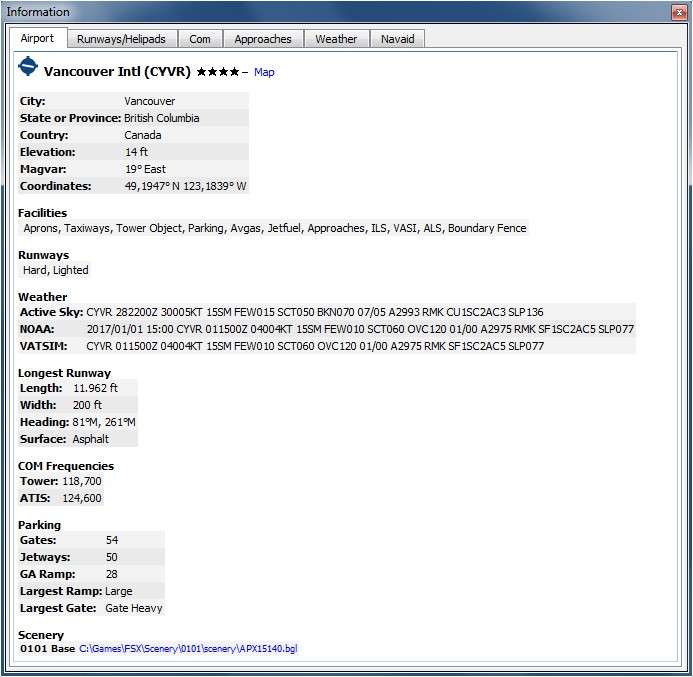 Information
Airport Runways/Helipads Com Approaches Weather Navaid
Vancouver Intl (CYVR) ★★★★– Map
City: Vancouver
State or Province: British Columbia
Country: Canada
Elevation: 14 ft
Magvar: 19° East
Coordinates: 49,1947° N 123,1839° W
Facilities
Aprons, Taxiways, Tower Object, Parking, Avgas, Jetfuel, Approaches, ILS, VASI, ALS, Boundary Fence
Runways
Hard, Lighted
Weather
Active Sky: CYVR 282200Z 30005KT 15SM FEW015 SCT050 BKN070 07/05 A2993 RMK CU1SC2AC3 SLP136
NOAA: 2017/01/01 15:00 CYVR 011500Z 04004KT 15SM FEW010 SCT060 OVC120 01/00 A2975 RMK SF1SC2AC5 SLP077
VATSIM: CYVR 011500Z 04004KT 15SM FEW010 SCT060 OVC120 01/00 A2975 RMK SF1SC2AC5 SLP077
Longest Runway
Length: 11.962 ft
Width: 200 ft
Heading: 81°M, 261°M
Surface: Asphalt
COM Frequencies
Tower: 118,700
ATIS: 124,600
Parking
Gates: 54
Jetways: 50
GA Ramp: 28
Largest Ramp: Large
Largest Gate: Gate Heavy
Scenery
0101 Base C:\Games\FSX\Scenery\0101\scenery\APX15140.bgl